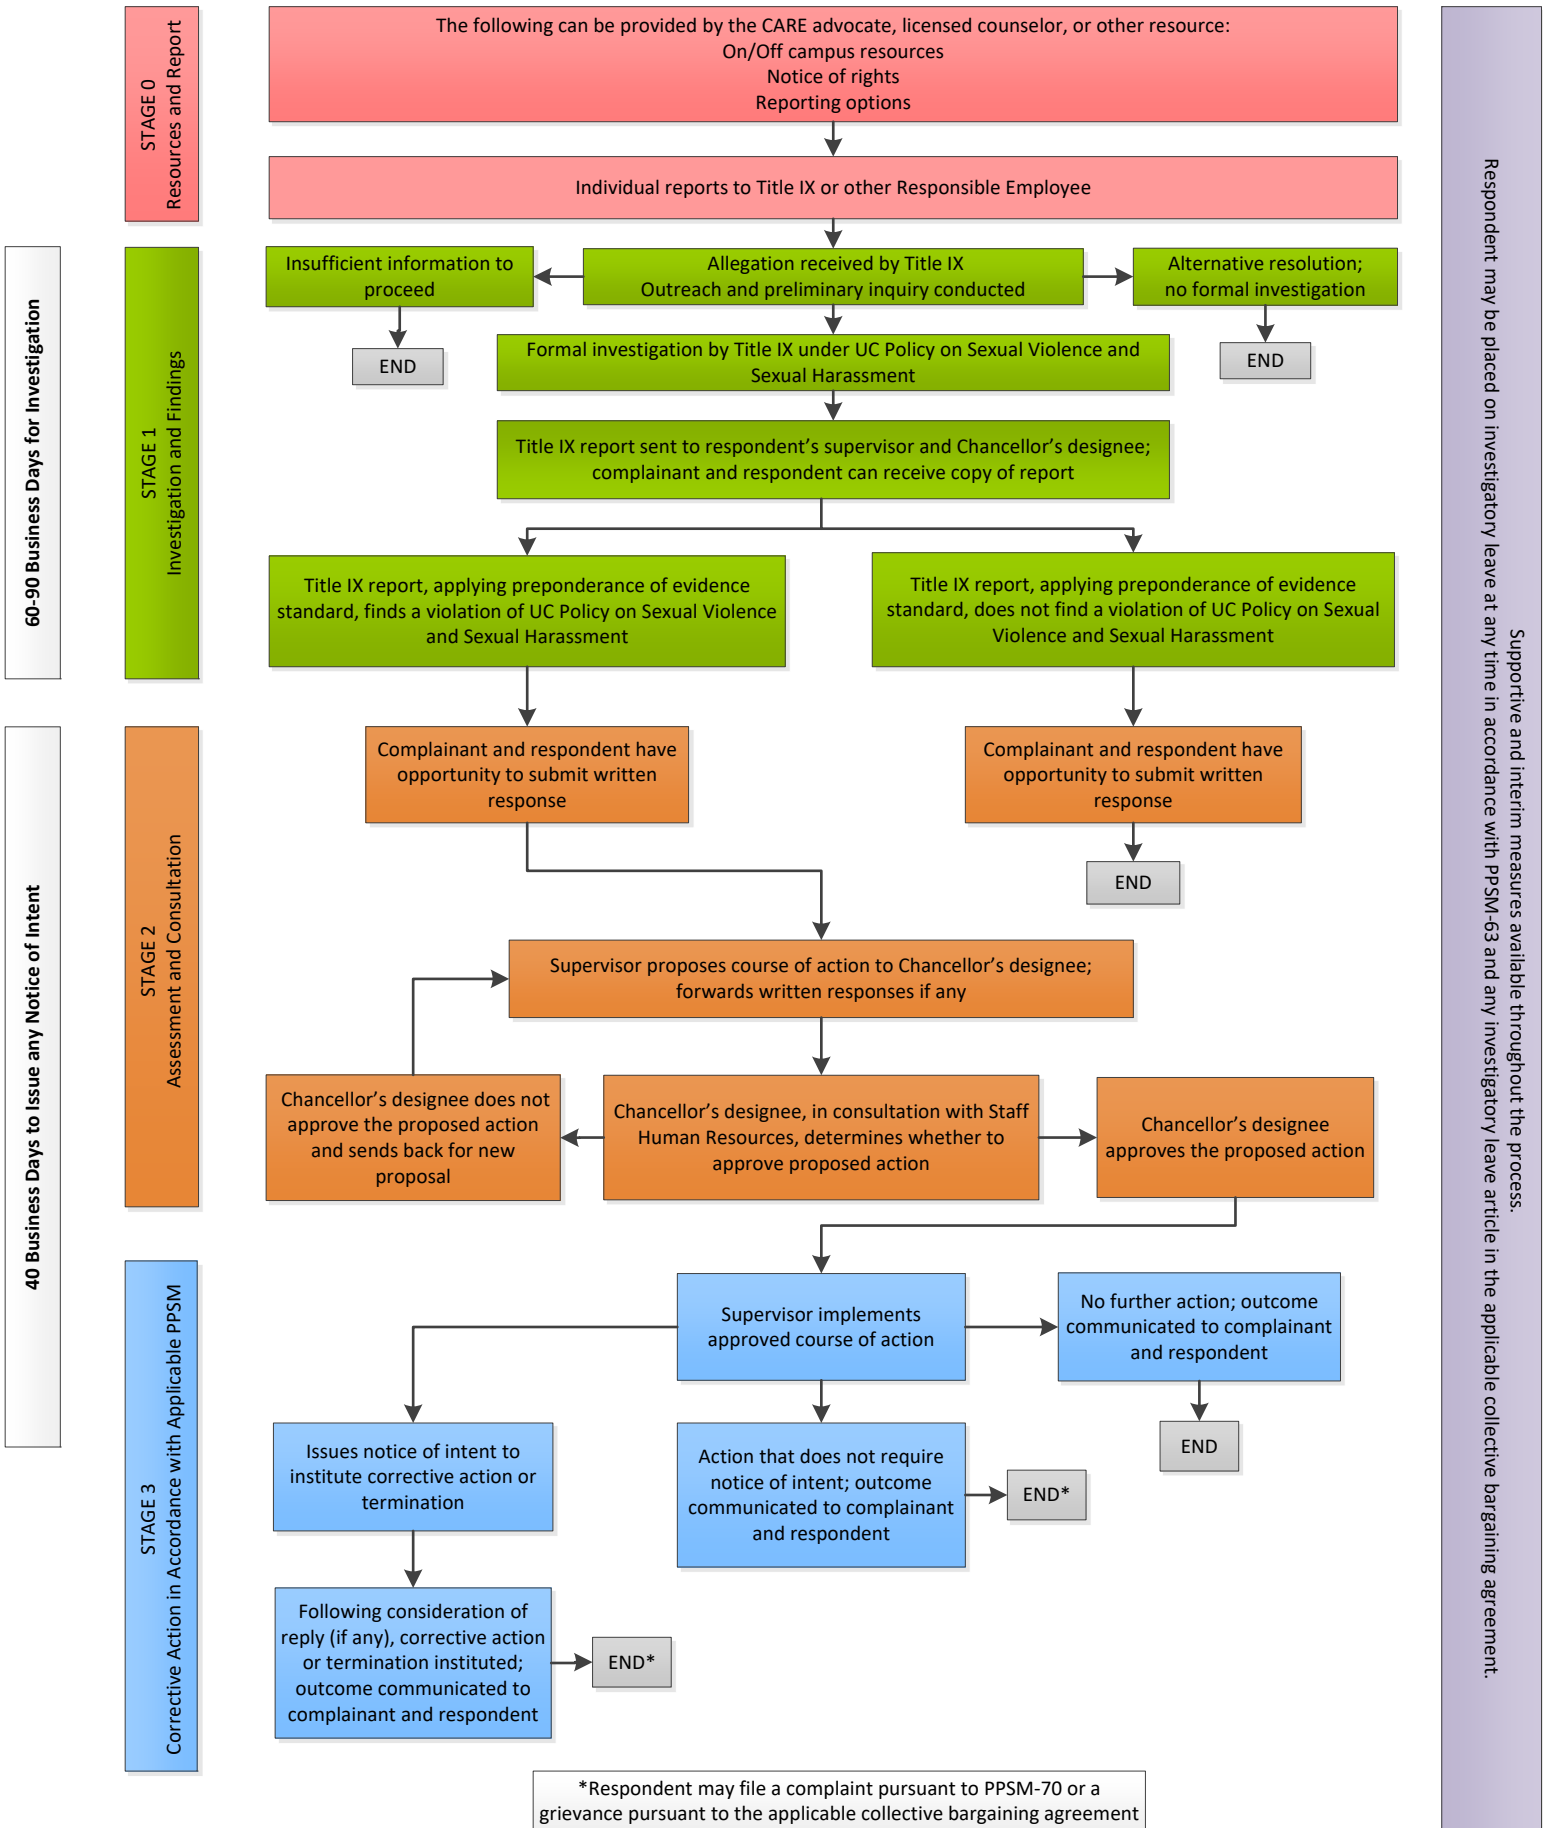 The following can be provided by the CARE advocate, licensed counselor, or other resource:
On/Off campus resources
Notice of rights
Reporting options
STAGE 0
Resources and Report
Individual reports to Title IX or other Responsible Employee
60-90 Business Days for Investigation
STAGE 1
Investigation and Findings
Insufficient information to
proceed
Allegation received by Title IX
Outreach and preliminary inquiry conducted
Alternative resolution;
no formal investigation
END
END
Formal investigation by Title IX under UC Policy on Sexual Violence and
Sexual Harassment
Title IX report sent to respondent’s supervisor and Chancellor’s designee;
complainant and respondent can receive copy of report
Title IX report, applying preponderance of evidence
standard, finds a violation of UC Policy on Sexual Violence
and Sexual Harassment
Title IX report, applying preponderance of evidence
standard, does not find a violation of UC Policy on Sexual
Violence and Sexual Harassment
40 Business Days to Issue any Notice of Intent
STAGE 2
Assessment and Consultation
Complainant and respondent have
opportunity to submit written
response
Complainant and respondent have
opportunity to submit written
response
END
Supervisor proposes course of action to Chancellor’s designee;
forwards written responses if any
Chancellor’s designee does not
approve the proposed action
and sends back for new
proposal
Chancellor’s designee, in consultation with Staff
Human Resources, determines whether to
approve proposed action
Chancellor’s designee
approves the proposed action
STAGE 3
Corrective Action in Accordance with Applicable PPSM
Supervisor implements
approved course of action
No further action; outcome
communicated to complainant
and respondent
END
Issues notice of intent to
institute corrective action or
termination
Action that does not require
notice of intent; outcome
communicated to complainant
and respondent
END*
Following consideration of
reply (if any), corrective action
or termination instituted;
outcome communicated to
complainant and respondent
END*
*Respondent may file a complaint pursuant to PPSM-70 or a
grievance pursuant to the applicable collective bargaining agreement
Supportive and interim measures available throughout the process.
Respondent may be placed on investigatory leave at any time in accordance with PPSM-63 and any investigatory leave article in the applicable collective bargaining agreement.